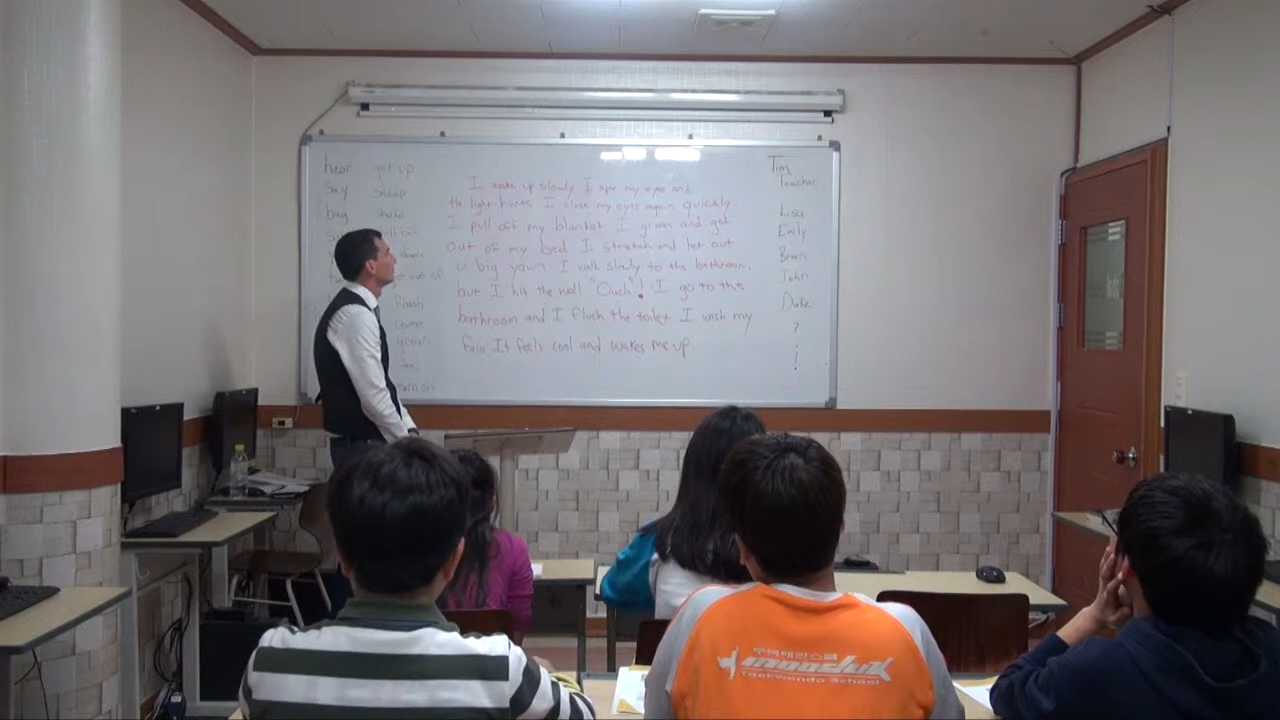 hear get up
say sleep
beg shake
out of
flush
groan
I wake up slowly. I open my eyes and
the light hurts. I close my eyes again quickly.
I pull off my blanket. I groan and get
out of my bed. I stretch and let out
a big yawn. I walk slowly to the bathroom,
but I hit the wall "Ouch"! I go to the
bathroom and I flush the toilet. I wash my
face. It feels cool and wakes me up.
Tim
Teacher
Lisa
Emily
Brian
John
Duke
?
!
mooduk
Taekwondo School